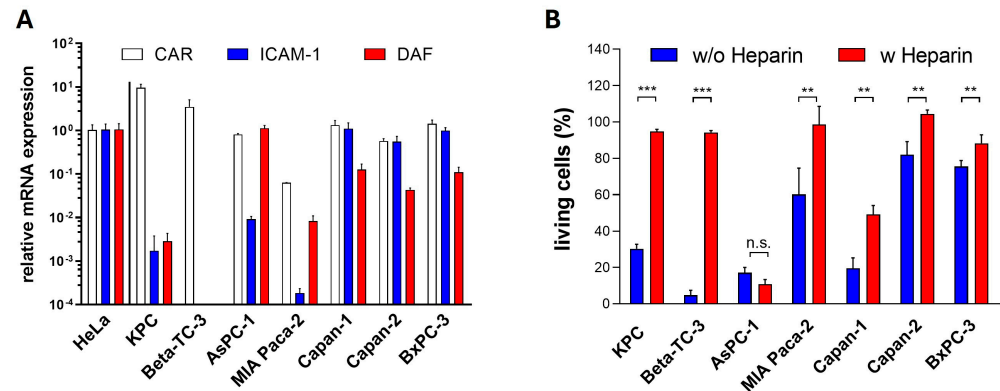 A
relative mRNA expression
10²
10¹
10⁰
10⁻¹
10⁻²
10⁻³
10⁻⁴
CAR ICAM-1 DAF
HeLa KPC Beta-TC-3 AsPC-1 MIA Paca-2 Capan-1 Capan-2 BxPC-3
B
living cells (%)
140
120
100
80
60
40
20
0
w/o Heparin w Heparin
*** *** n.s. ** ** ** **
KPC Beta-TC-3 AsPC-1 MIA Paca-2 Capan-1 Capan-2 BxPC-3